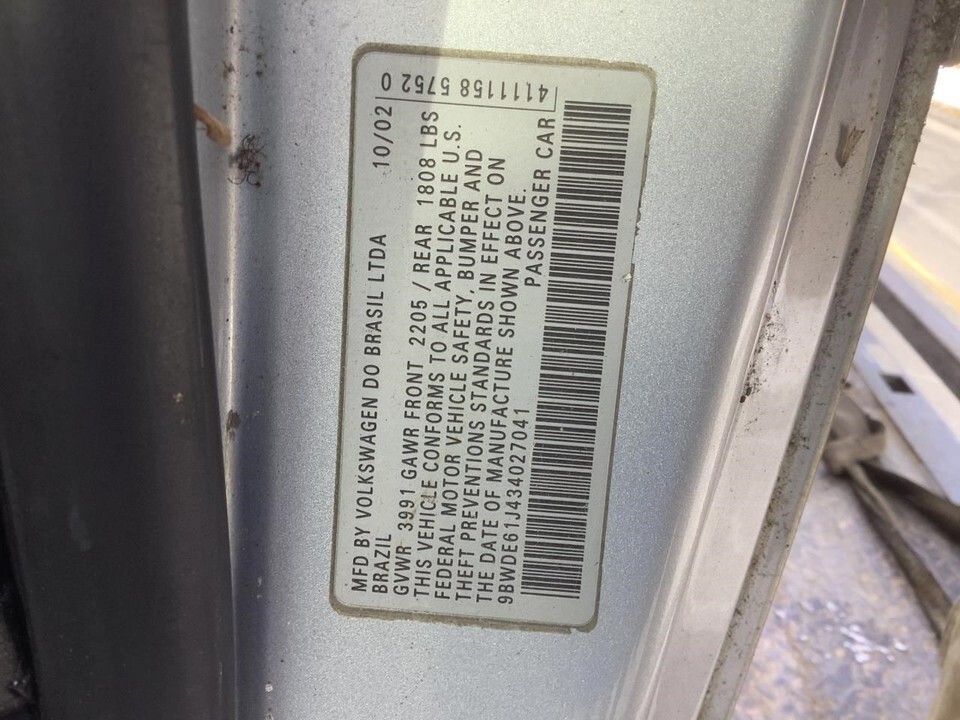 MFD BY VOLKSWAGEN DO BRASIL LTDA
BRAZIL 10/02
GVWR 3991 GAWR FRONT 2205 / REAR 1808 LBS
THIS VEHICLE CONFORMS TO ALL APPLICABLE U.S.
FEDERAL MOTOR VEHICLE SAFETY, BUMPER AND
THEFT PREVENTIONS STANDARDS IN EFFECT ON
THE DATE OF MANUFACTURE SHOWN ABOVE.
9BWDE61J434027041 PASSENGER CAR
4111158 5752 0